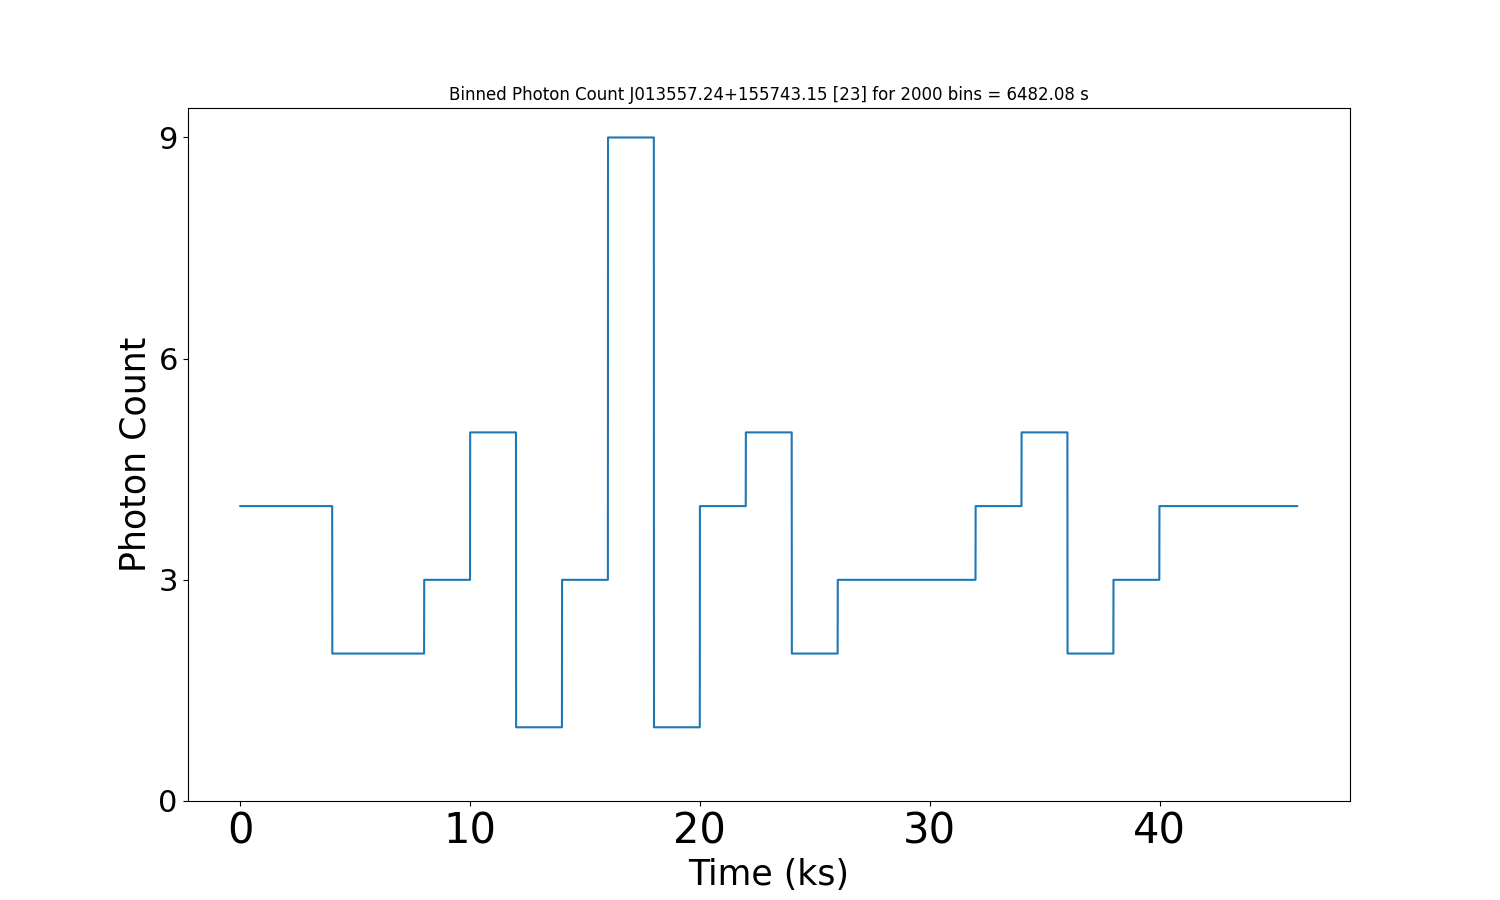 Binned Photon Count J013557.24+155743.15 [23] for 2000 bins = 6482.08 s
9
6
3
0
Photon Count
0 10 20 30 40
Time (ks)